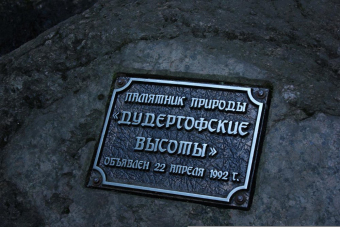 ПАМЯТНИК ПРИРОДЫ
«ДУДЕРГОФСКИЕ
ВЫСОТЫ»
ОБЪЯВЛЕН 22 АПРЕЛЯ 1992 Г.